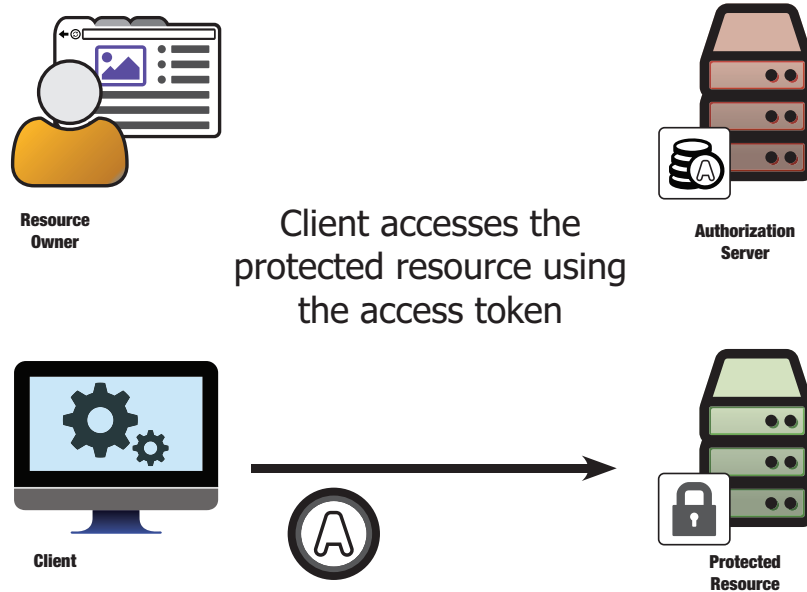 Resource
Owner
A
Authorization
Server
Client accesses the
protected resource using
the access token
Client
A
Protected
Resource